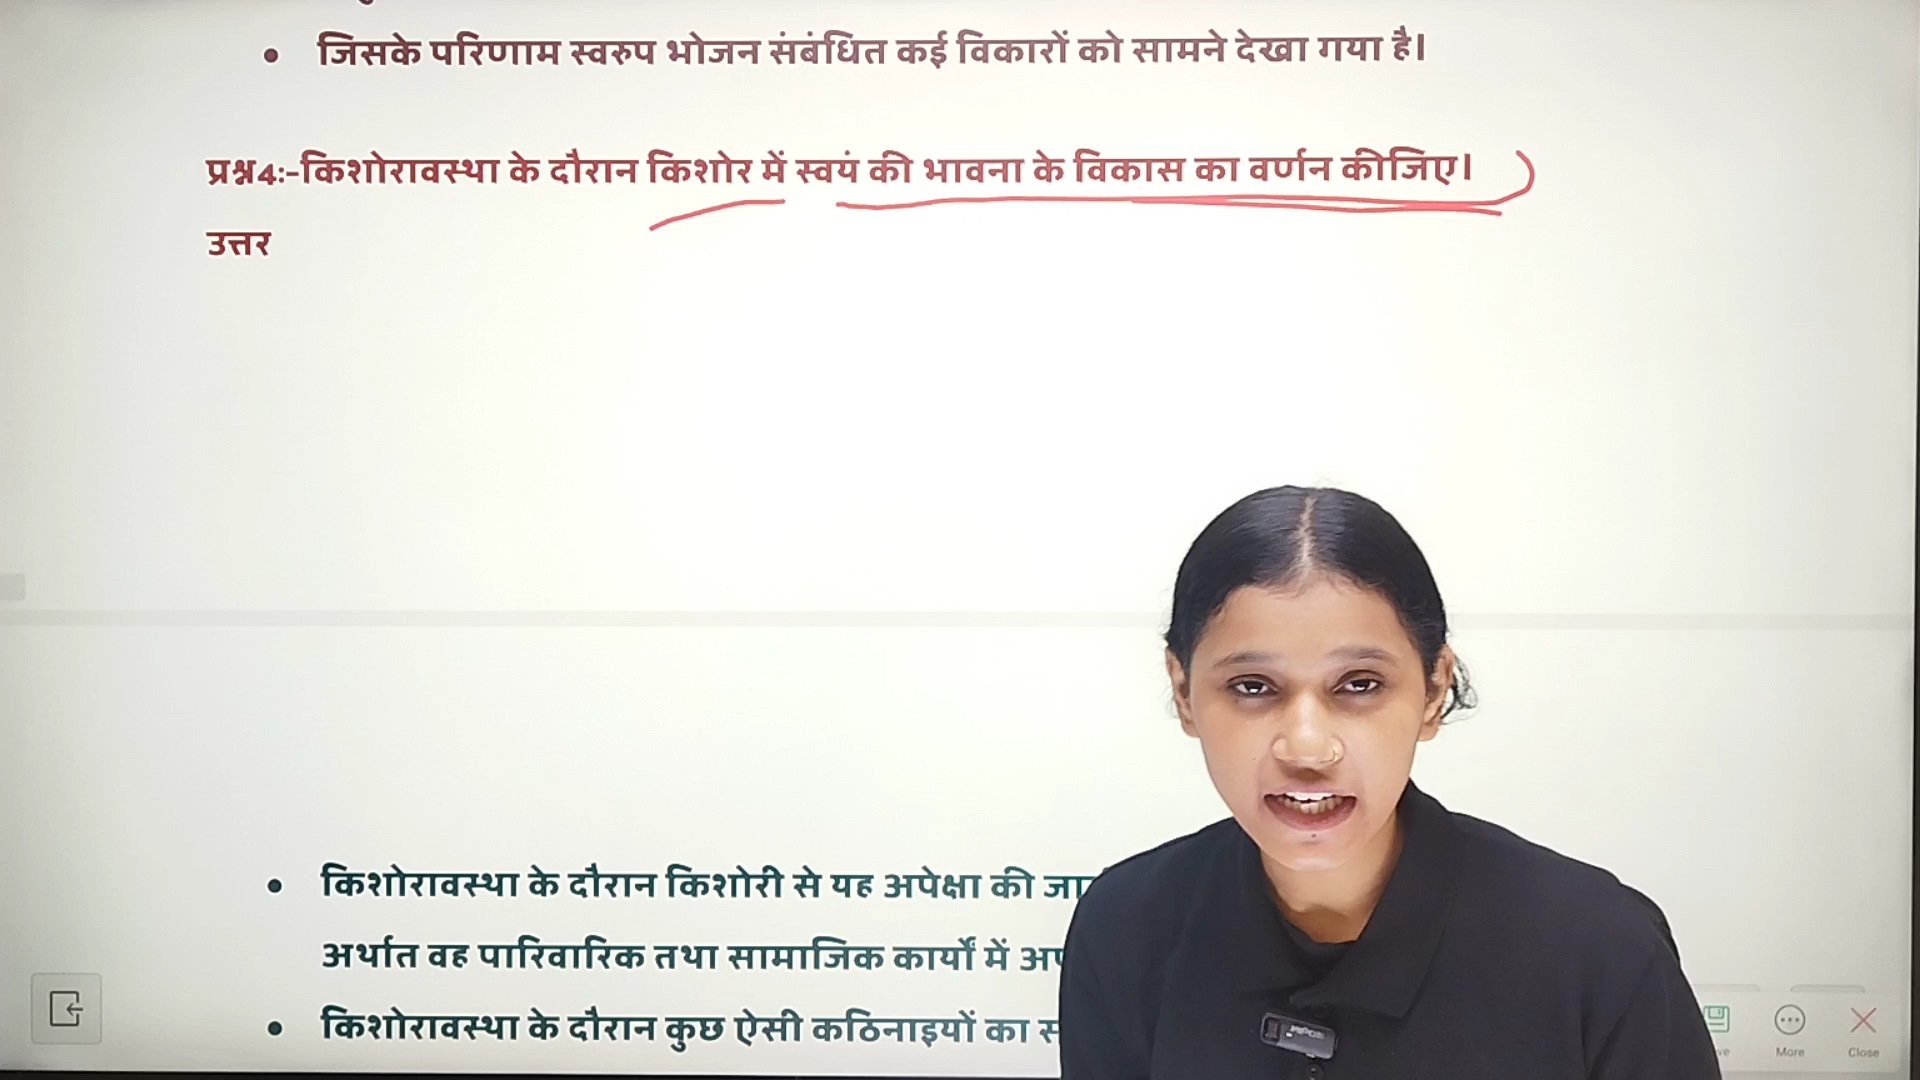 जिसके परिणाम स्वरुप भोजन संबंधित कई विकारों को सामने देखा गया है।
प्रश्न4:-किशोरावस्था के दौरान किशोर में स्वयं की भावना के विकास का वर्णन कीजिए।
उत्तर
किशोरावस्था के दौरान किशोरी से यह अपेक्षा की
अर्थात वह पारिवारिक तथा सामाजिक कार्यों में
किशोरावस्था के दौरान कुछ ऐसी कठिनाइयों का
More
Close